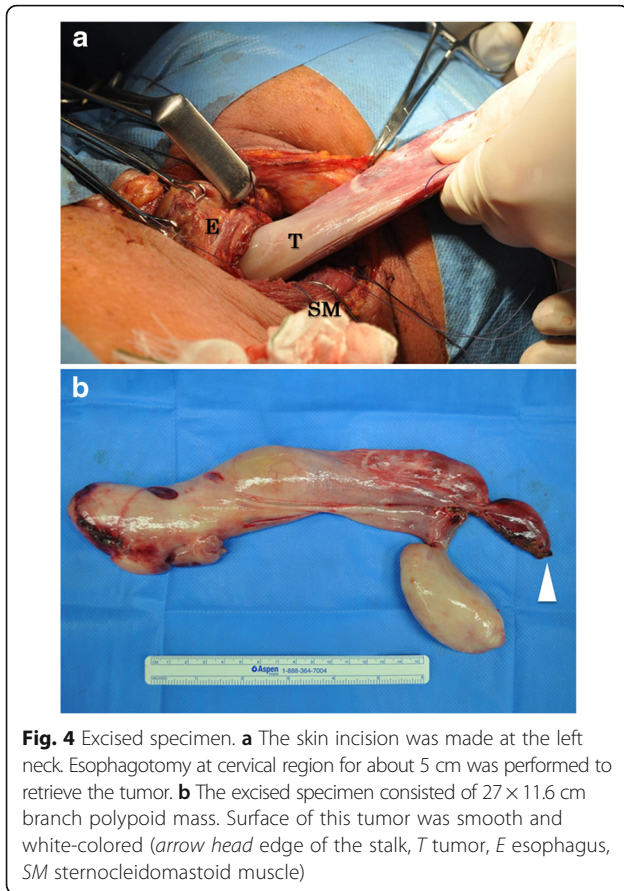 a
E
T
SM
b
Aspen
1-888-364-7004
Fig. 4 Excised specimen. a The skin incision was made at the left
neck. Esophagotomy at cervical region for about 5 cm was performed to
retrieve the tumor. b The excised specimen consisted of 27 × 11.6 cm
branch polypoid mass. Surface of this tumor was smooth and
white-colored (arrow head edge of the stalk, T tumor, E esophagus,
SM sternocleidomastoid muscle)